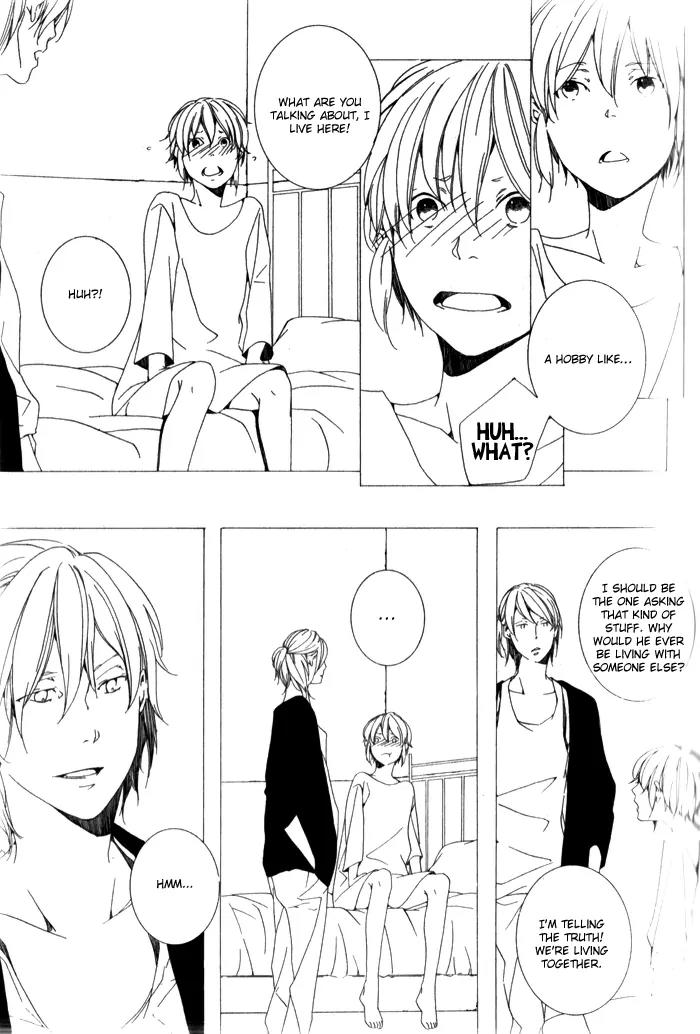 A HOBBY LIKE...
HUH...
WHAT?
WHAT ARE YOU
TALKING ABOUT, I
LIVE HERE!
HUH?!
I SHOULD BE
THE ONE ASKING
THAT KIND OF
STUFF. WHY
WOULD HE EVER
BE LIVING WITH
SOMEONE ELSE?
I'M TELLING
THE TRUTH!
WE'RE LIVING
TOGETHER.
...
HMM...